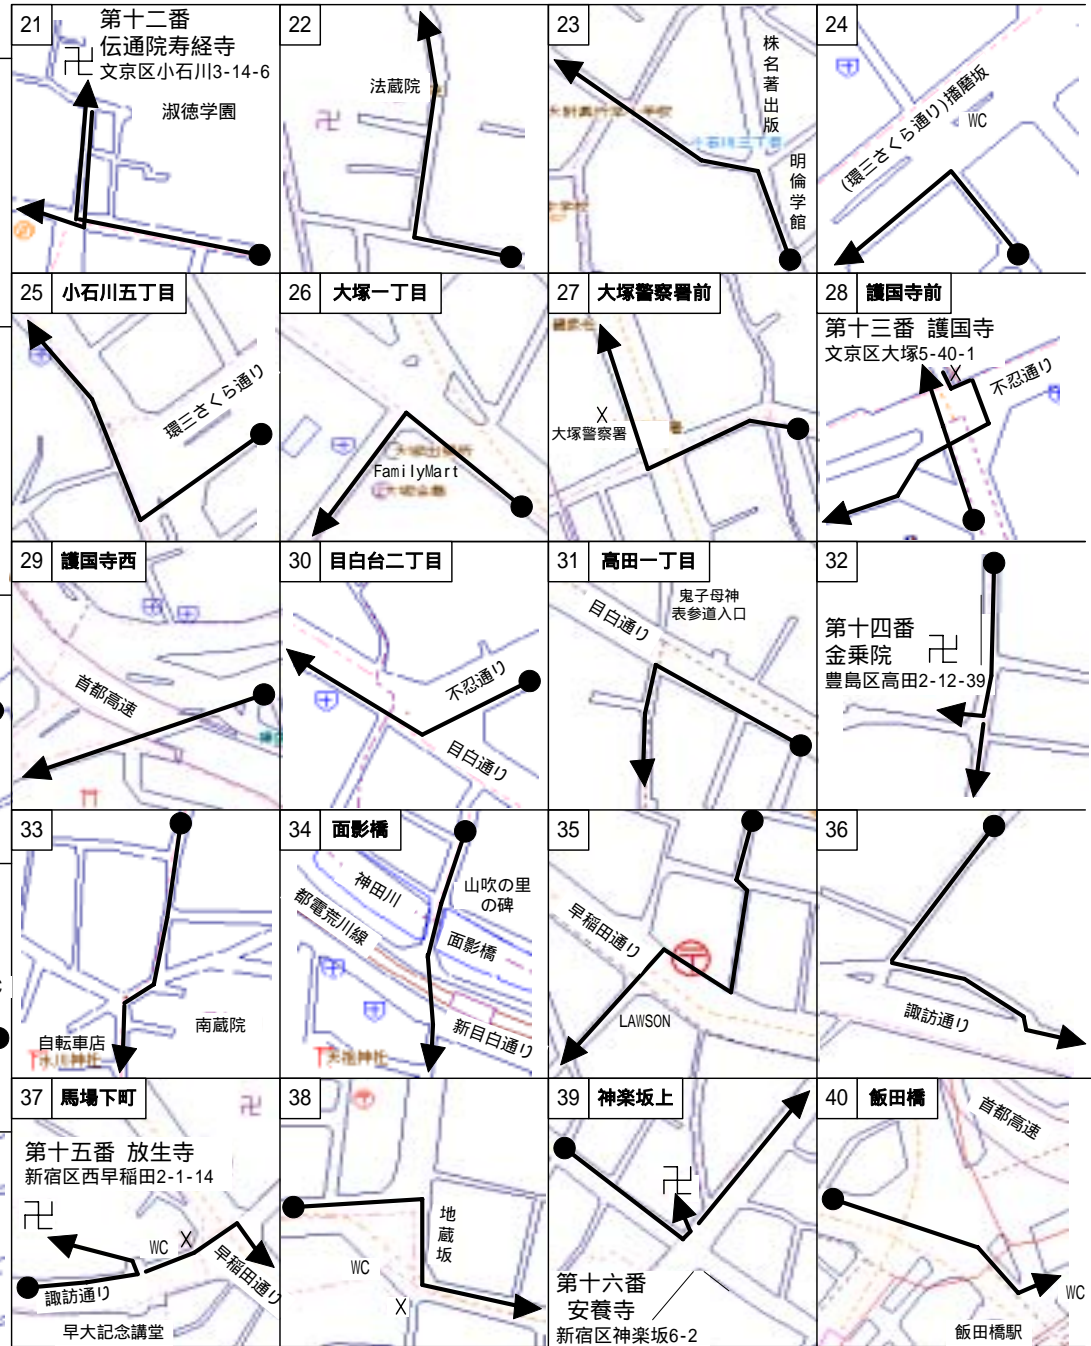 21
第十二番
伝通院寿経寺
文京区小石川3-14-6
淑徳学園
22
法蔵院
23
株名著出版
小石川三丁目
明倫学館
24
(環三さくら通り)播磨坂
WC
25 小石川五丁目
環三さくら通り
26 大塚一丁目
FamilyMart
27 大塚警察署前
X
大塚警察署
28 護国寺前
第十三番 護国寺
文京区大塚5-40-1
X
不忍通り
29 護国寺西
首都高速
30 目白台二丁目
不忍通り
目白通り
31 高田一丁目
鬼子母神
表参道入口
目白通り
32
第十四番
金乗院
豊島区高田2-12-39
33
南蔵院
自転車店
氷川神社
34 面影橋
神田川
山吹の里
の碑
都電荒川線
面影橋
新目白通り
35
早稲田通り
LAWSON
36
諏訪通り
37 馬場下町
第十五番 放生寺
新宿区西早稲田2-1-14
WC
X
早稲田通り
諏訪通り
早大記念講堂
38
地蔵坂
WC
X
39 神楽坂上
第十六番
安養寺
新宿区神楽坂6-2
40 飯田橋
首都高速
WC
飯田橋駅